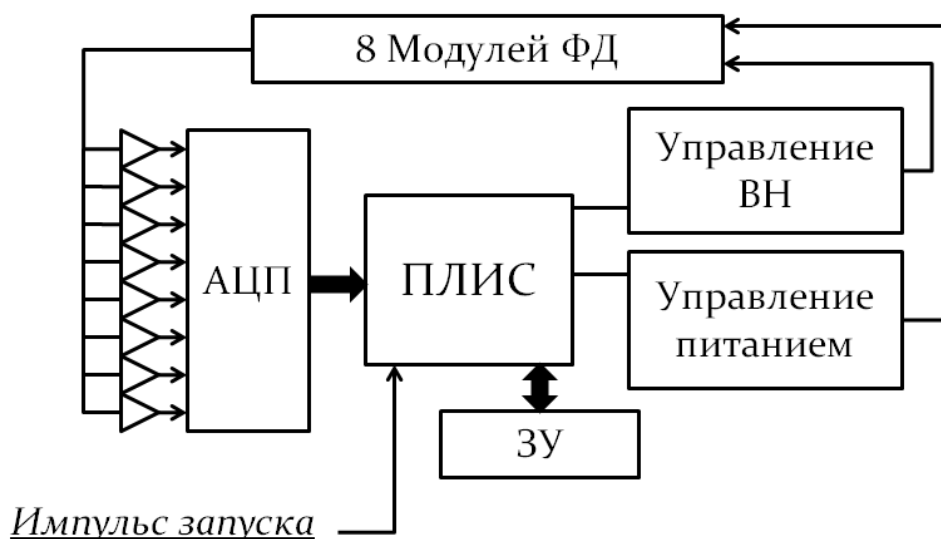 8 Модулей ФД
Управление
ВН
АЦП
ПЛИС
Управление
питанием
ЗУ
Импульс запуска